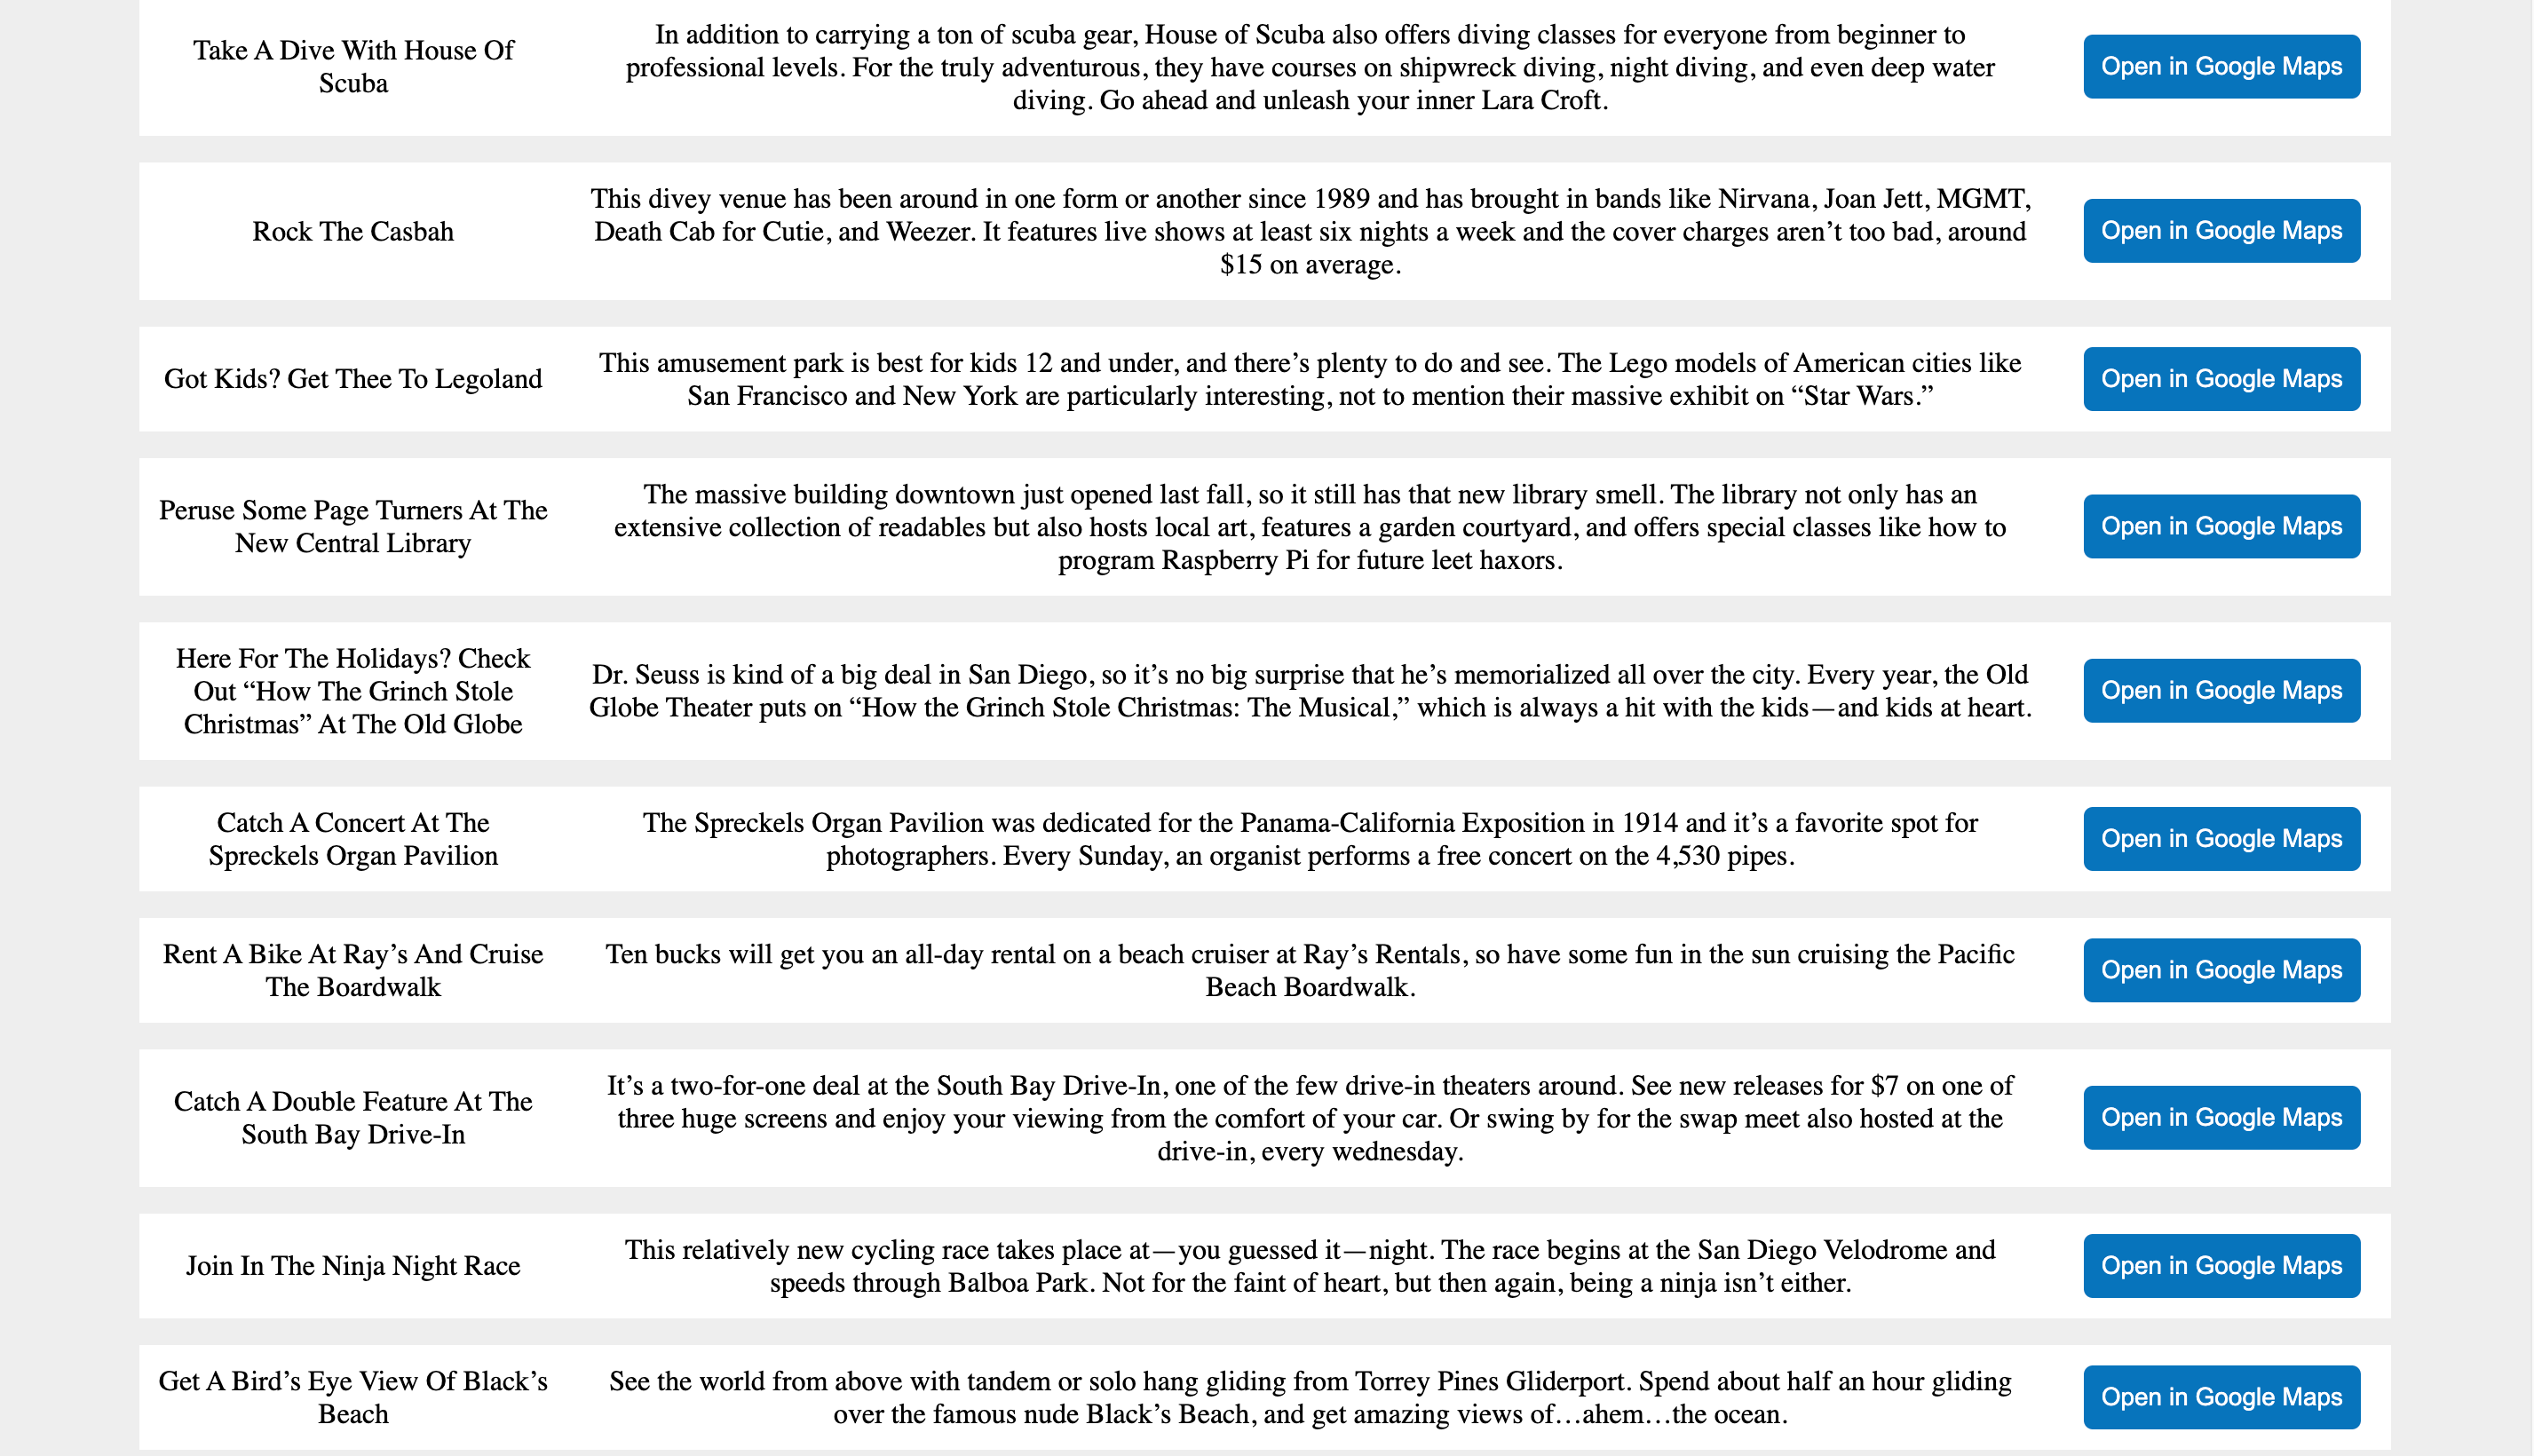 Take A Dive With House Of
Scuba
In addition to carrying a ton of scuba gear, House of Scuba also offers diving classes for everyone from beginner to
professional levels. For the truly adventurous, they have courses on shipwreck diving, night diving, and even deep water
diving. Go ahead and unleash your inner Lara Croft.
Open in Google Maps
Rock The Casbah
This divey venue has been around in one form or another since 1989 and has brought in bands like Nirvana, Joan Jett, MGMT,
Death Cab for Cutie, and Weezer. It features live shows at least six nights a week and the cover charges aren’t too bad, around
$15 on average.
Open in Google Maps
Got Kids? Get Thee To Legoland
This amusement park is best for kids 12 and under, and there’s plenty to do and see. The Lego models of American cities like
San Francisco and New York are particularly interesting, not to mention their massive exhibit on “Star Wars.”
Open in Google Maps
Peruse Some Page Turners At The
New Central Library
The massive building downtown just opened last fall, so it still has that new library smell. The library not only has an
extensive collection of readables but also hosts local art, features a garden courtyard, and offers special classes like how to
program Raspberry Pi for future leet haxors.
Open in Google Maps
Here For The Holidays? Check
Out “How The Grinch Stole
Christmas” At The Old Globe
Dr. Seuss is kind of a big deal in San Diego, so it’s no big surprise that he’s memorialized all over the city. Every year, the Old
Globe Theater puts on “How the Grinch Stole Christmas: The Musical,” which is always a hit with the kids—and kids at heart.
Open in Google Maps
Catch A Concert At The
Spreckels Organ Pavilion
The Spreckels Organ Pavilion was dedicated for the Panama-California Exposition in 1914 and it’s a favorite spot for
photographers. Every Sunday, an organist performs a free concert on the 4,530 pipes.
Open in Google Maps
Rent A Bike At Ray’s And Cruise
The Boardwalk
Ten bucks will get you an all-day rental on a beach cruiser at Ray’s Rentals, so have some fun in the sun cruising the Pacific
Beach Boardwalk.
Open in Google Maps
Catch A Double Feature At The
South Bay Drive-In
It’s a two-for-one deal at the South Bay Drive-In, one of the few drive-in theaters around. See new releases for $7 on one of
three huge screens and enjoy your viewing from the comfort of your car. Or swing by for the swap meet also hosted at the
drive-in, every wednesday.
Open in Google Maps
Join In The Ninja Night Race
This relatively new cycling race takes place at—you guessed it—night. The race begins at the San Diego Velodrome and
speeds through Balboa Park. Not for the faint of heart, but then again, being a ninja isn’t either.
Open in Google Maps
Get A Bird’s Eye View Of Black’s
Beach
See the world from above with tandem or solo hang gliding from Torrey Pines Gliderport. Spend about half an hour gliding
over the famous nude Black’s Beach, and get amazing views of…ahem…the ocean.
Open in Google Maps